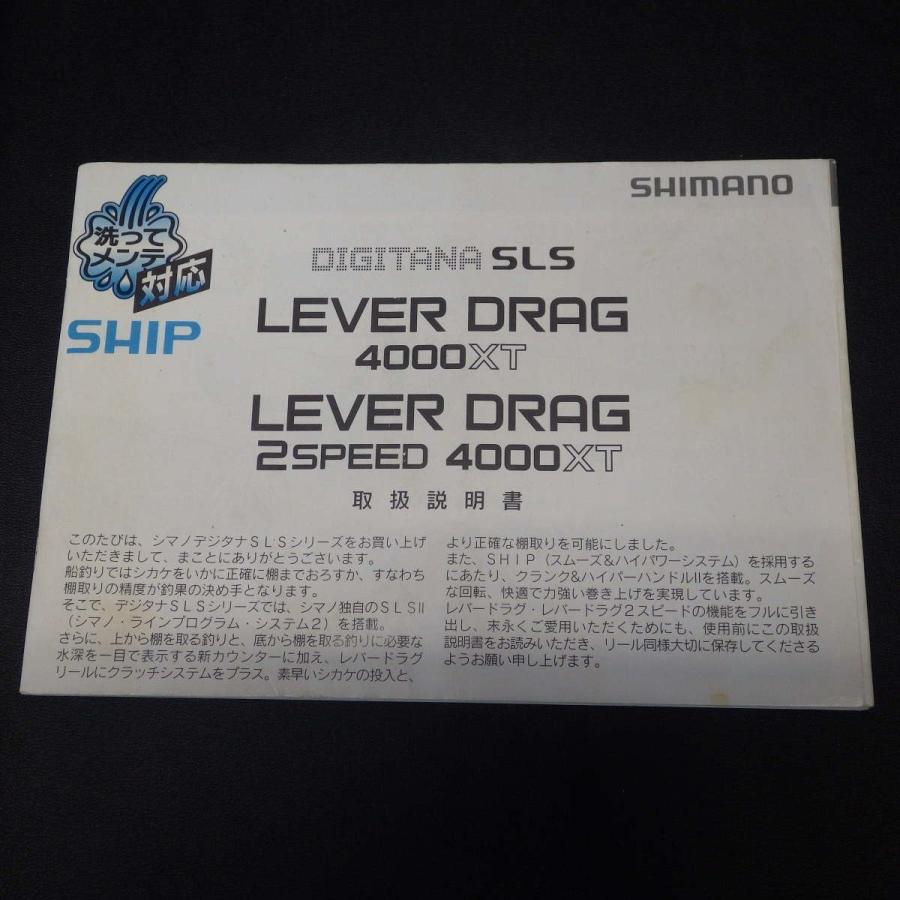 SHIMANO
洗って
メンテ
対応
SHIP
DIGITANA SLS
LEVER DRAG
4000XT
LEVER DRAG
2SPEED 4000XT
取扱説明書
このたびは、シマノデジタナSLSシリーズをお買い上げ
いただきまして、まことにありがとうございます。
船釣りではシカケをいかに正確に棚までおろすか、すなわち
棚取りの精度が釣果の決め手となります。
そこで、デジタナSLSシリーズでは、シマノ独自のSLSⅡ
(シマノ・ラインプログラム・システム2)を搭載。
さらに、上から棚を取る釣りと、底から棚を取る釣りに必要な
水深を一目で表示する新カウンターに加え、レバードラグ
リールにクラッチシステムをプラス。素早いシカケの投入と、
より正確な棚取りを可能にしました。
また、SHIP(スムーズ&ハイパワーシステム)を採用する
にあたり、クランク&ハイパーハンドルⅡを搭載。スムーズ
な回転、快適で力強い巻き上げを実現しています。
レバードラグ・レバードラグ2スピードの機能をフルに引き
出し、末永くご愛用いただくためにも、使用前にこの取扱
説明書をお読みいただき、リール同様大切に保存してくださる
ようお願い申し上げます。